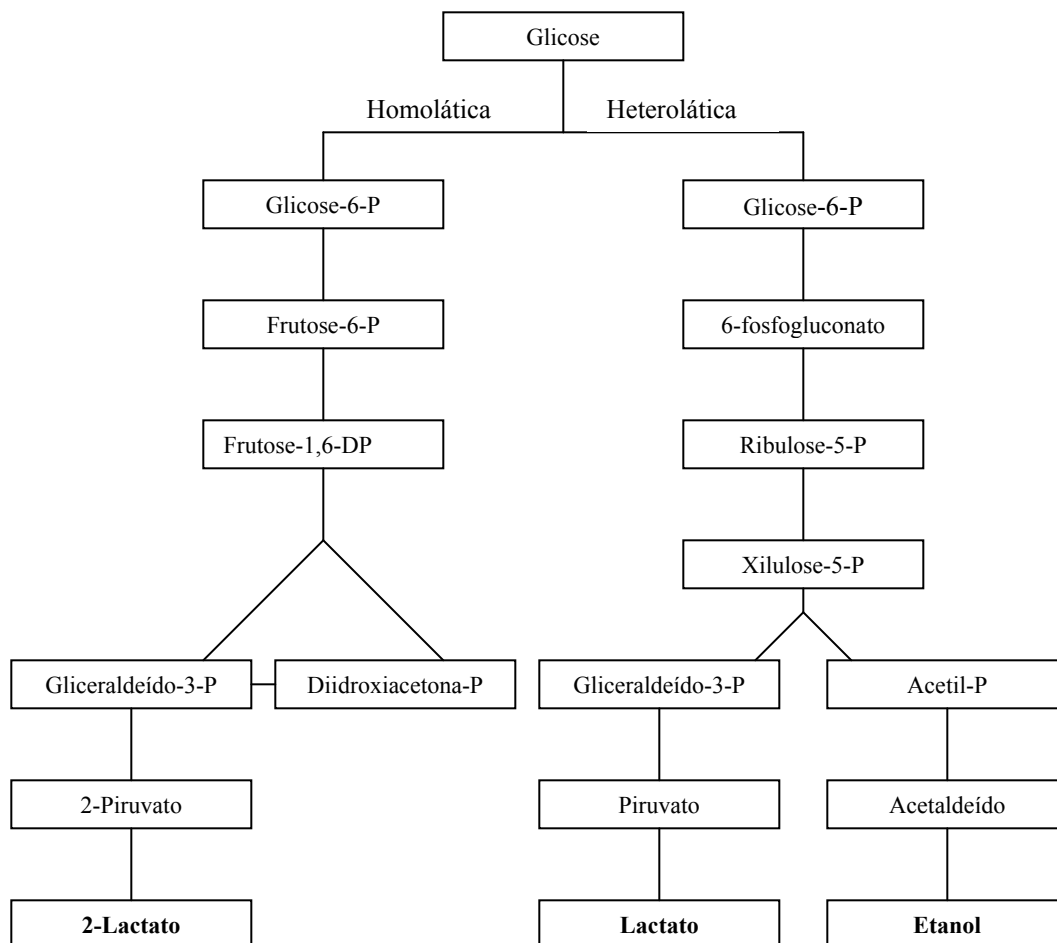 Glicose
Homolática
Heterolática
Glicose-6-P
Glicose-6-P
Frutose-6-P
6-fosfogluconato
Frutose-1,6-DP
Ribulose-5-P
Xilulose-5-P
Gliceraldeído-3-P
Diidroxiacetona-P
Gliceraldeído-3-P
Acetil-P
2-Piruvato
Piruvato
Acetaldeído
2-Lactato
Lactato
Etanol